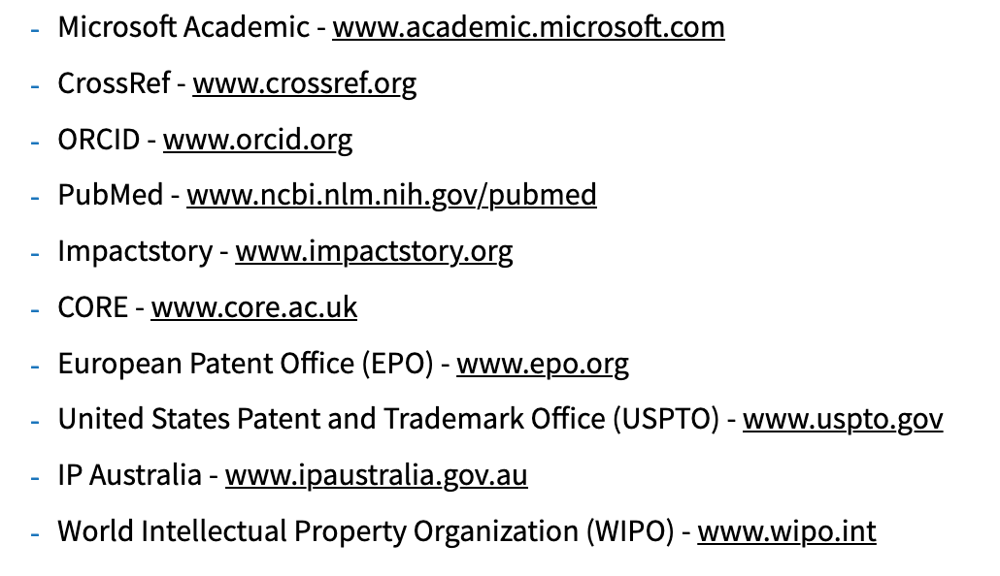 - Microsoft Academic - www.academic.microsoft.com
- CrossRef - www.crossref.org
- ORCID - www.orcid.org
- PubMed - www.ncbi.nlm.nih.gov/pubmed
- Impactstory - www.impactstory.org
- CORE - www.core.ac.uk
- European Patent Office (EPO) - www.epo.org
- United States Patent and Trademark Office (USPTO) - www.uspto.gov
- IP Australia - www.ipaustralia.gov.au
- World Intellectual Property Organization (WIPO) - www.wipo.int